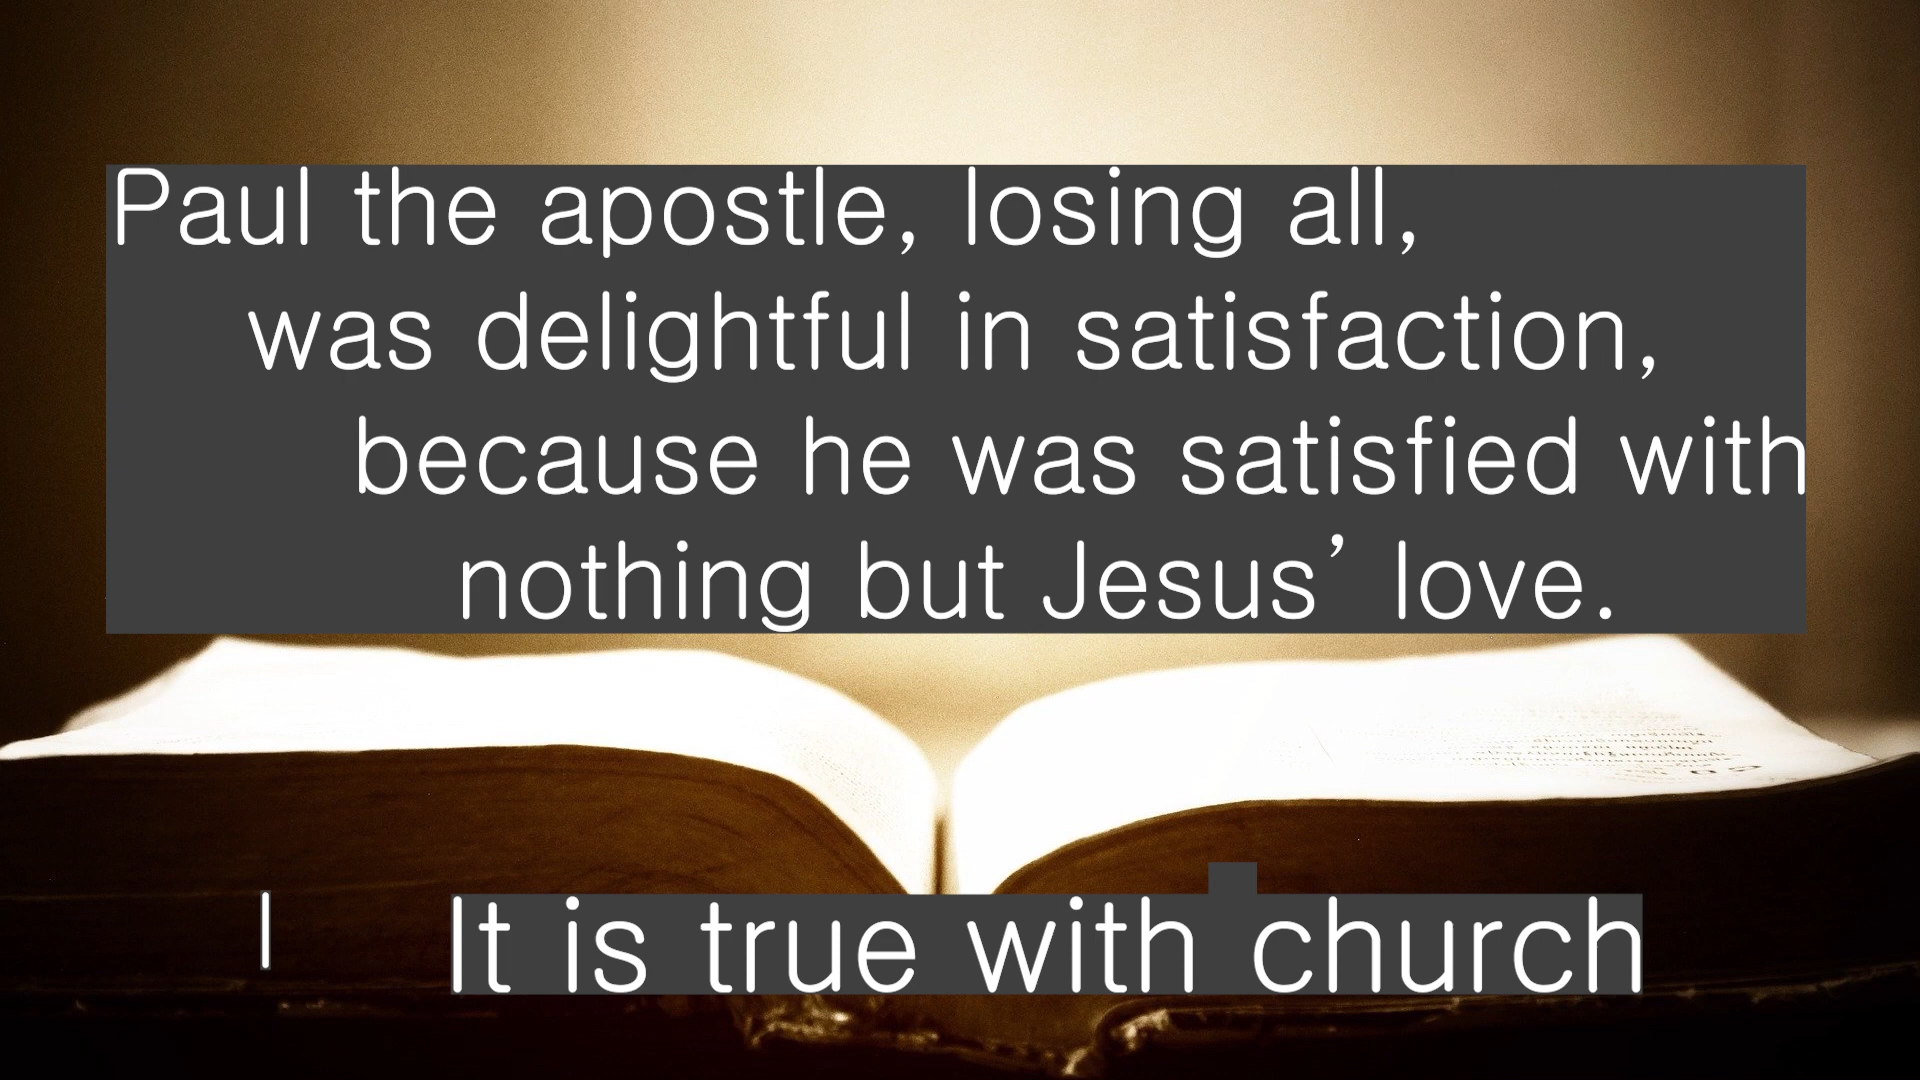 Paul the apostle, losing all,
was delightful in satisfaction,
because he was satisfied with
nothing but Jesus’ love.
I It is true with church